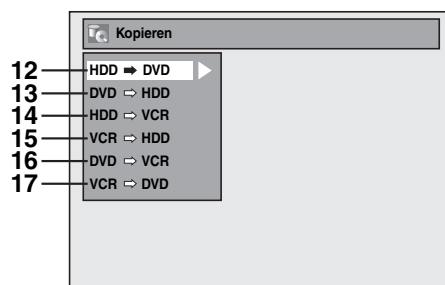 Kopieren
12 HDD ➡ DVD
13 DVD ⇨ HDD
14 HDD ⇨ VCR
15 VCR ⇨ HDD
16 DVD ⇨ VCR
17 VCR ⇨ DVD